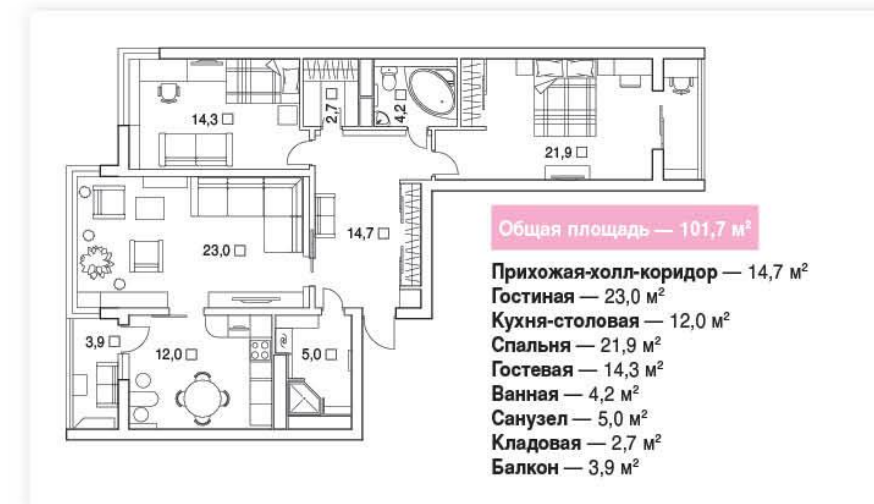 14,3
2,7
4,2
21,9
23,0
14,7
3,9
12,0
5,0
Общая площадь — 101,7 м²
Прихожая-холл-коридор — 14,7 м²
Гостиная — 23,0 м²
Кухня-столовая — 12,0 м²
Спальня — 21,9 м²
Гостевая — 14,3 м²
Ванная — 4,2 м²
Санузел — 5,0 м²
Кладовая — 2,7 м²
Балкон — 3,9 м²